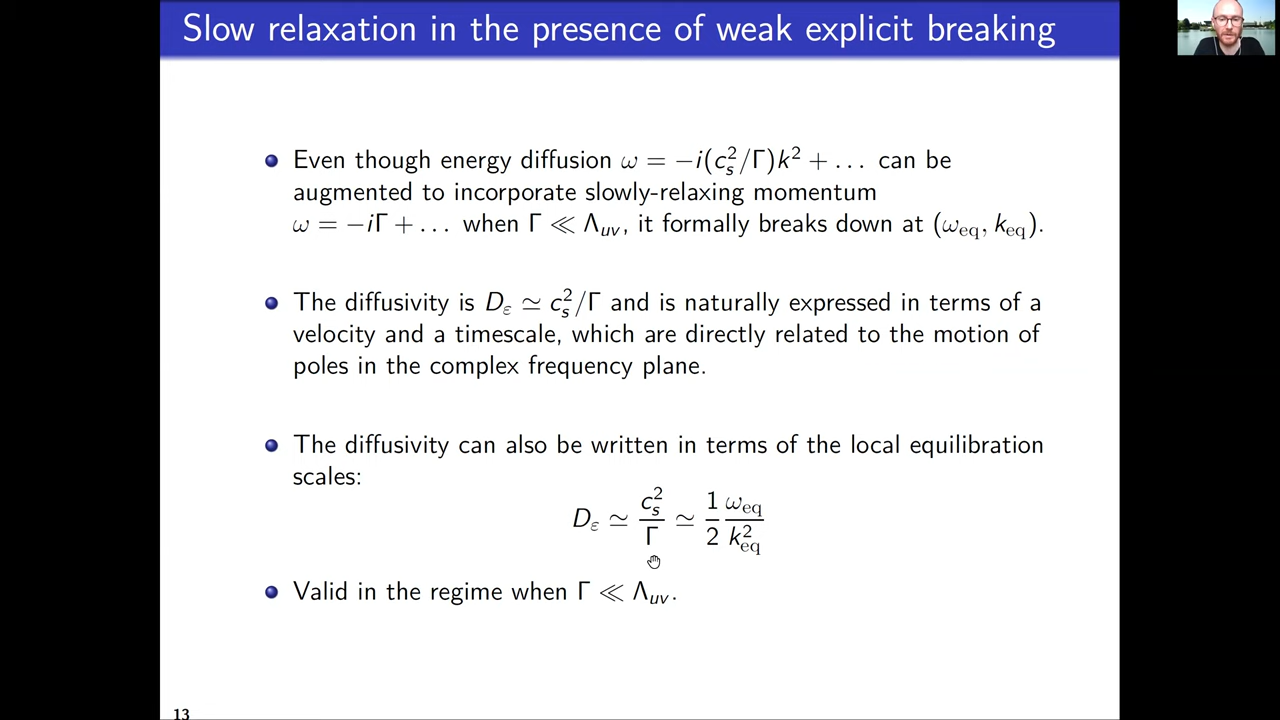 Slow relaxation in the presence of weak explicit breaking
Even though energy diffusion ω = −i(c_s^2/Γ)k^2 + … can be
augmented to incorporate slowly-relaxing momentum
ω = −iΓ + … when Γ ≪ Λ_uv, it formally breaks down at (ω_eq, k_eq).
The diffusivity is D_ε ≃ c_s^2/Γ and is naturally expressed in terms of a
velocity and a timescale, which are directly related to the motion of
poles in the complex frequency plane.
The diffusivity can also be written in terms of the local equilibration
scales:
D_ε ≃ c_s^2/Γ ≃ 1/2 ω_eq/k_eq^2
Valid in the regime when Γ ≪ Λ_uv.
13